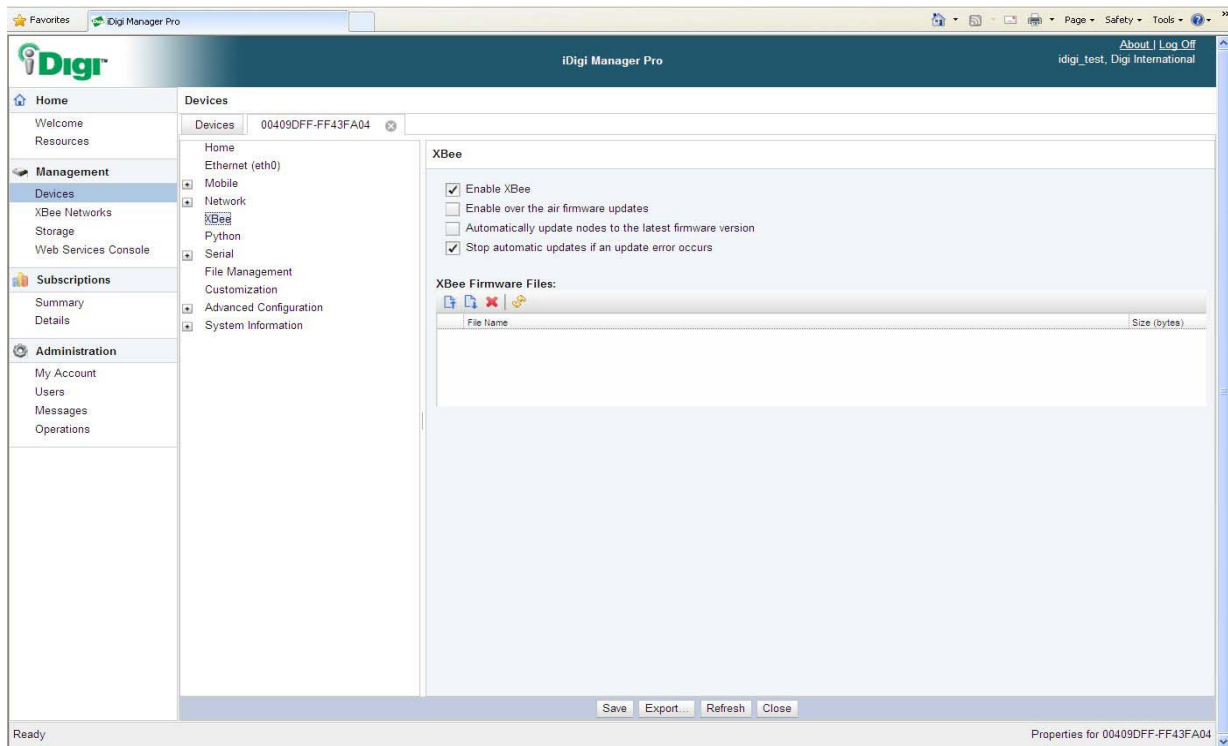 Favorites
iDigi Manager Pro
Page
Safety
Tools
iDigi
iDigi Manager Pro
About | Log Off
idigi_test, Digi International
Home
Welcome
Resources
Management
Devices
XBee Networks
Storage
Web Services Console
Subscriptions
Summary
Details
Administration
My Account
Users
Messages
Operations
Devices
Devices
00409DFF-FF43FA04
Home
Ethernet (eth0)
Mobile
Network
XBee
Python
Serial
File Management
Customization
Advanced Configuration
System Information
XBee
Enable XBee
Enable over the air firmware updates
Automatically update nodes to the latest firmware version
Stop automatic updates if an update error occurs
XBee Firmware Files:
File Name
Size (bytes)
Save
Export...
Refresh
Close
Ready
Properties for 00409DFF-FF43FA04